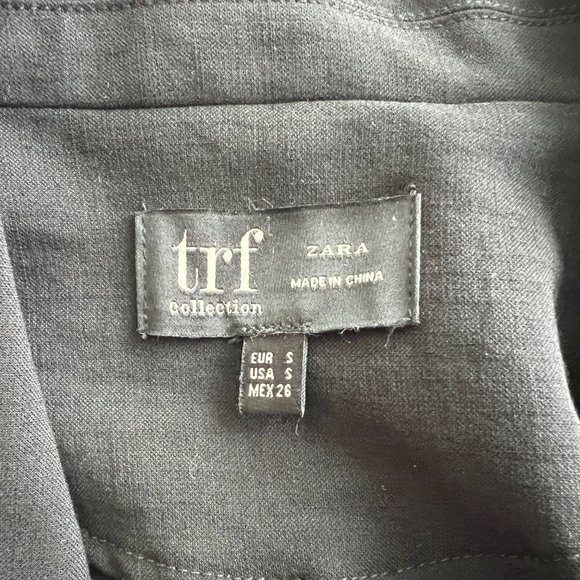 trf
collection
ZARA
MADE IN CHINA
EUR S
USA S
MEX 26